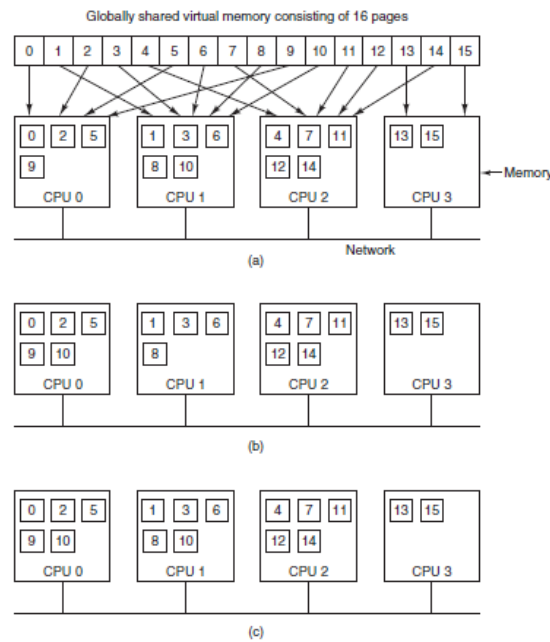 Globally shared virtual memory consisting of 16 pages
0 1 2 3 4 5 6 7 8 9 10 11 12 13 14 15
0 2 5 1 3 6 4 7 11 13 15
9 8 10 12 14
Memory
CPU 0 CPU 1 CPU 2 CPU 3
Network
(a)
0 2 5 1 3 6 4 7 11 13 15
9 10 8 12 14
CPU 0 CPU 1 CPU 2 CPU 3
(b)
0 2 5 1 3 6 4 7 11 13 15
9 10 8 10 12 14
CPU 0 CPU 1 CPU 2 CPU 3
(c)